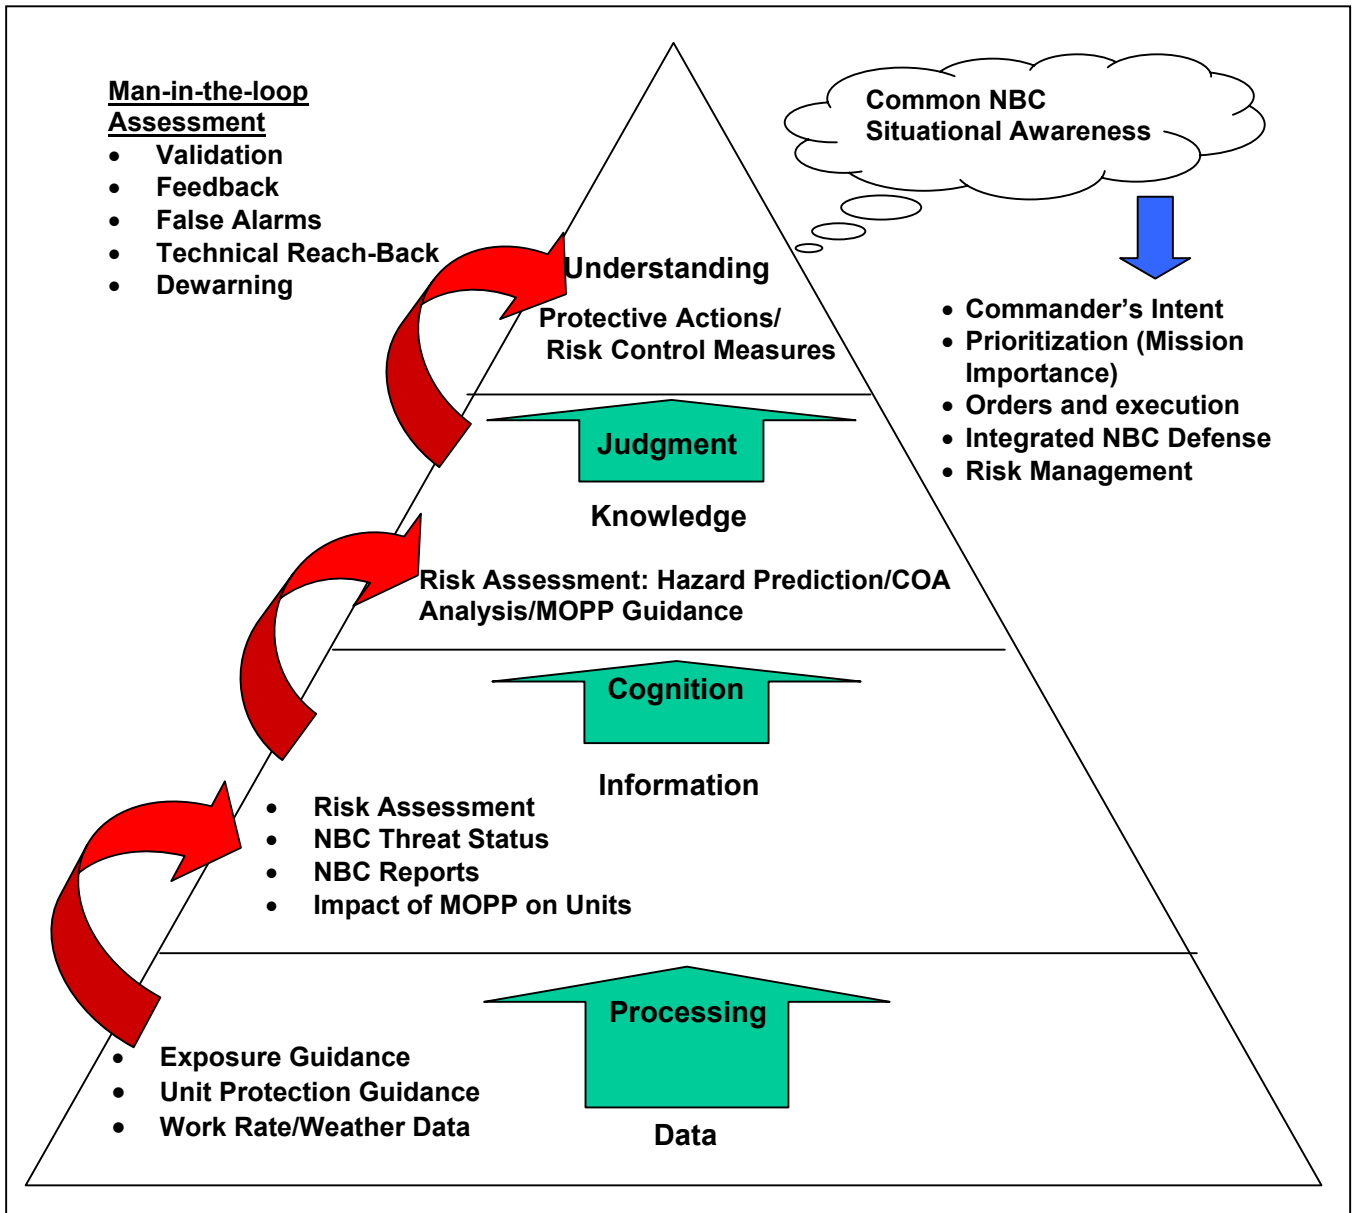 Man-in-the-loop
Assessment
• Validation
• Feedback
• False Alarms
• Technical Reach-Back
• Dewarning
Common NBC
Situational Awareness
• Commander’s Intent
• Prioritization (Mission
Importance)
• Orders and execution
• Integrated NBC Defense
• Risk Management
Understanding
Protective Actions/
Risk Control Measures
Judgment
Knowledge
Risk Assessment: Hazard Prediction/COA
Analysis/MOPP Guidance
Cognition
Information
• Risk Assessment
• NBC Threat Status
• NBC Reports
• Impact of MOPP on Units
Processing
• Exposure Guidance
• Unit Protection Guidance
• Work Rate/Weather Data
Data